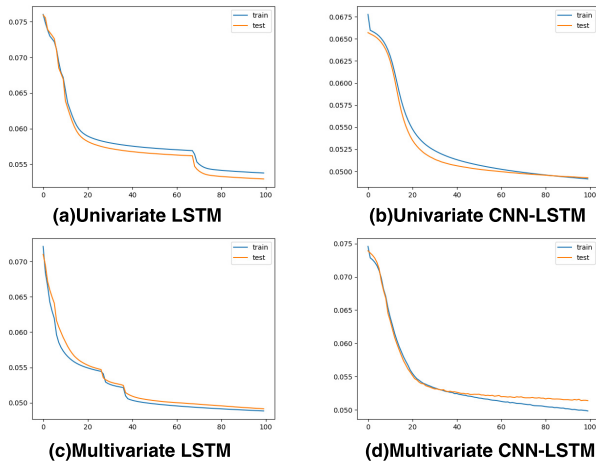 train
test
0.075
0.070
0.065
0.060
0.055
0 20 40 60 80 100
(a)Univariate LSTM
train
test
0.0675
0.0650
0.0625
0.0600
0.0575
0.0550
0.0525
0.0500
0 20 40 60 80 100
(b)Univariate CNN-LSTM
train
test
0.070
0.065
0.060
0.055
0.050
0 20 40 60 80 100
(c)Multivariate LSTM
train
test
0.075
0.070
0.065
0.060
0.055
0.050
0 20 40 60 80 100
(d)Multivariate CNN-LSTM